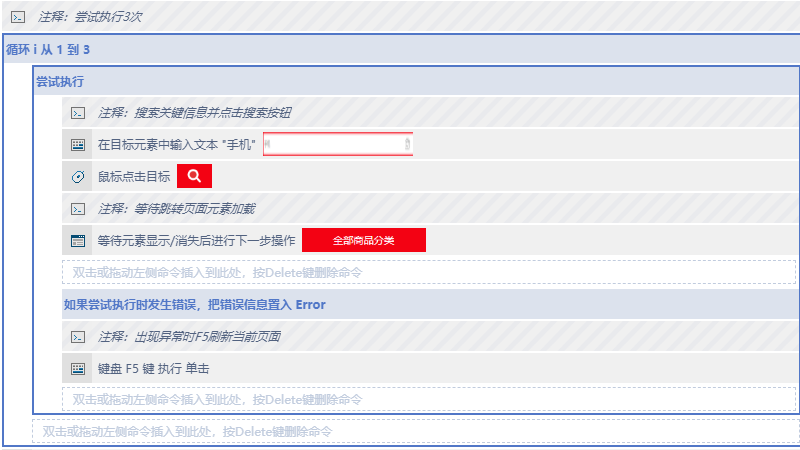 注释：尝试执行3次
循环 i 从 1 到 3
尝试执行
注释：搜索关键信息并点击搜索按钮
在目标元素中输入文本 "手机"
鼠标点击目标
注释：等待跳转页面元素加载
等待元素显示/消失后进行下一步操作 全部商品分类
双击或拖动左侧命令插入到此处，按Delete键删除命令
如果尝试执行时发生错误，把错误信息置入 Error
注释：出现异常时F5刷新当前页面
键盘 F5 键 执行 单击
双击或拖动左侧命令插入到此处，按Delete键删除命令
双击或拖动左侧命令插入到此处，按Delete键删除命令